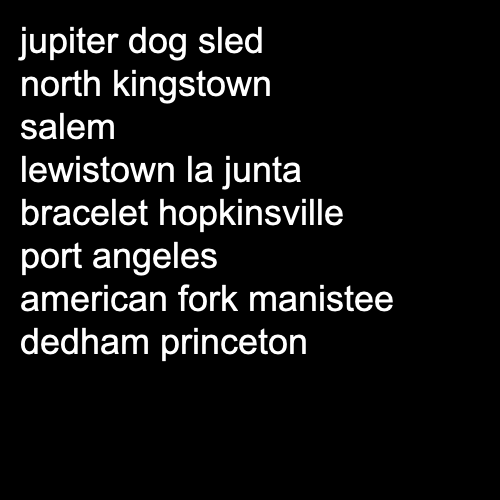 jupiter dog sled
north kingstown
salem
lewistown la junta
bracelet hopkinsville
port angeles
american fork manistee
dedham princeton